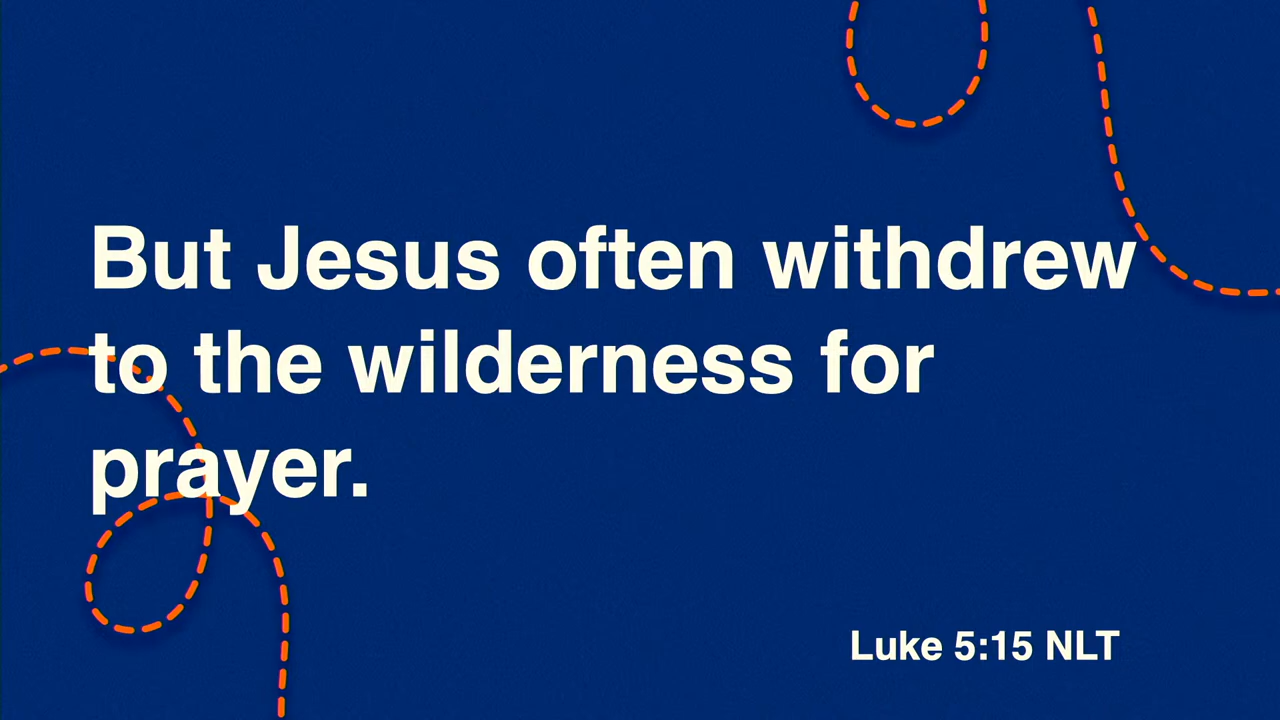 But Jesus often withdrew
to the wilderness for
prayer.
Luke 5:15 NLT